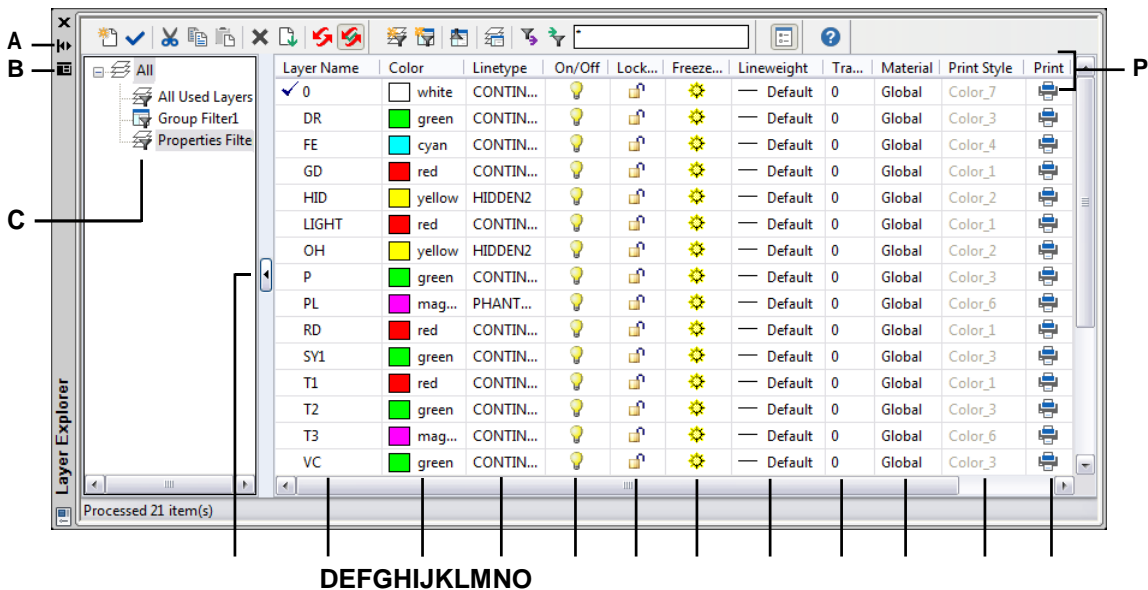 A
B
C
P
*
All
All Used Layers
Group Filter1
Properties Filte
Layer Name Color Linetype On/Off Lock... Freeze... Lineweight Tra... Material Print Style Print
0 white CONTIN... Default 0 Global Color_7
DR green CONTIN... Default 0 Global Color_3
FE cyan CONTIN... Default 0 Global Color_4
GD red CONTIN... Default 0 Global Color_1
HID yellow HIDDEN2 Default 0 Global Color_2
LIGHT red CONTIN... Default 0 Global Color_1
OH yellow HIDDEN2 Default 0 Global Color_2
P green CONTIN... Default 0 Global Color_3
PL mag... PHANT... Default 0 Global Color_6
RD red CONTIN... Default 0 Global Color_1
SY1 green CONTIN... Default 0 Global Color_3
T1 red CONTIN... Default 0 Global Color_1
T2 green CONTIN... Default 0 Global Color_3
T3 mag... CONTIN... Default 0 Global Color_6
VC green CONTIN... Default 0 Global Color_3
Layer Explorer
Processed 21 item(s)
DEFGHIJKLMNO